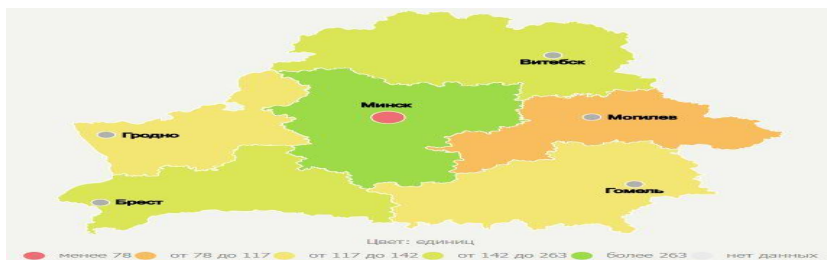 Витебск
Минск
Могилев
Гродно
Брест
Гомель
Цвет: единиц
менее 78 от 78 до 117 от 117 до 142 от 142 до 263 более 263 нет данных